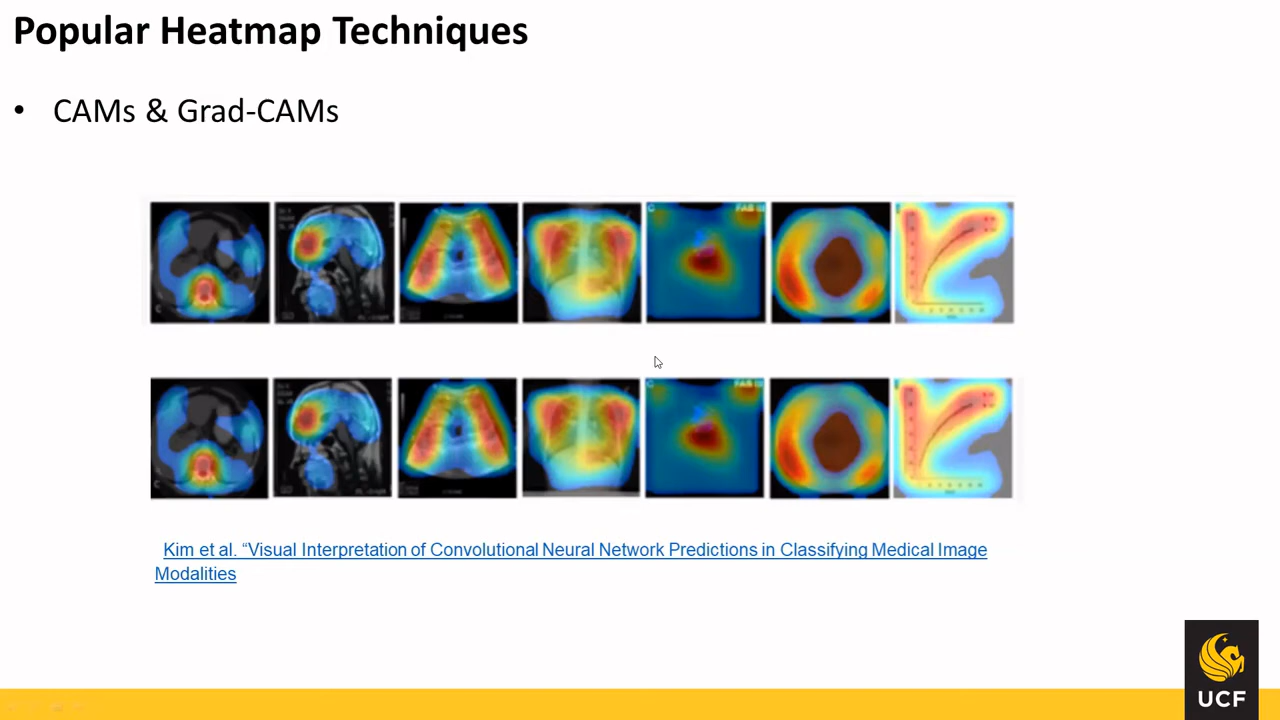 Popular Heatmap Techniques
• CAMs & Grad-CAMs
Kim et al. “Visual Interpretation of Convolutional Neural Network Predictions in Classifying Medical Image
Modalities
UCF